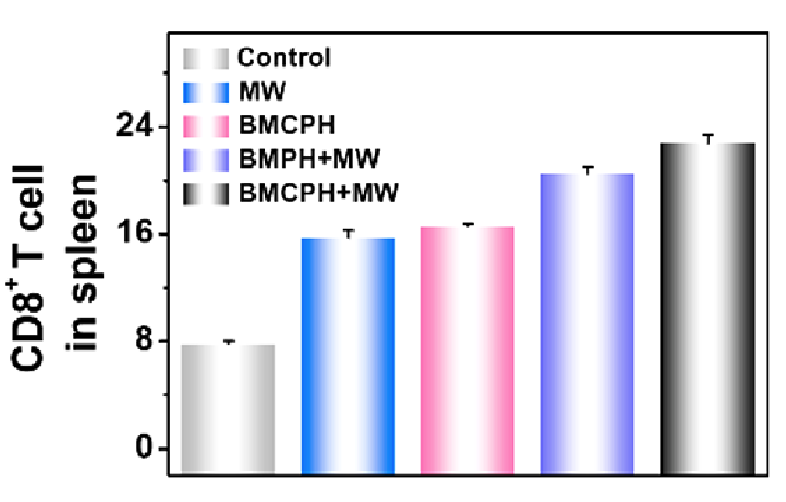 Control
MW
BMCPH
BMPH+MW
BMCPH+MW
24
16
8
0
CD8+ T cell
in spleen